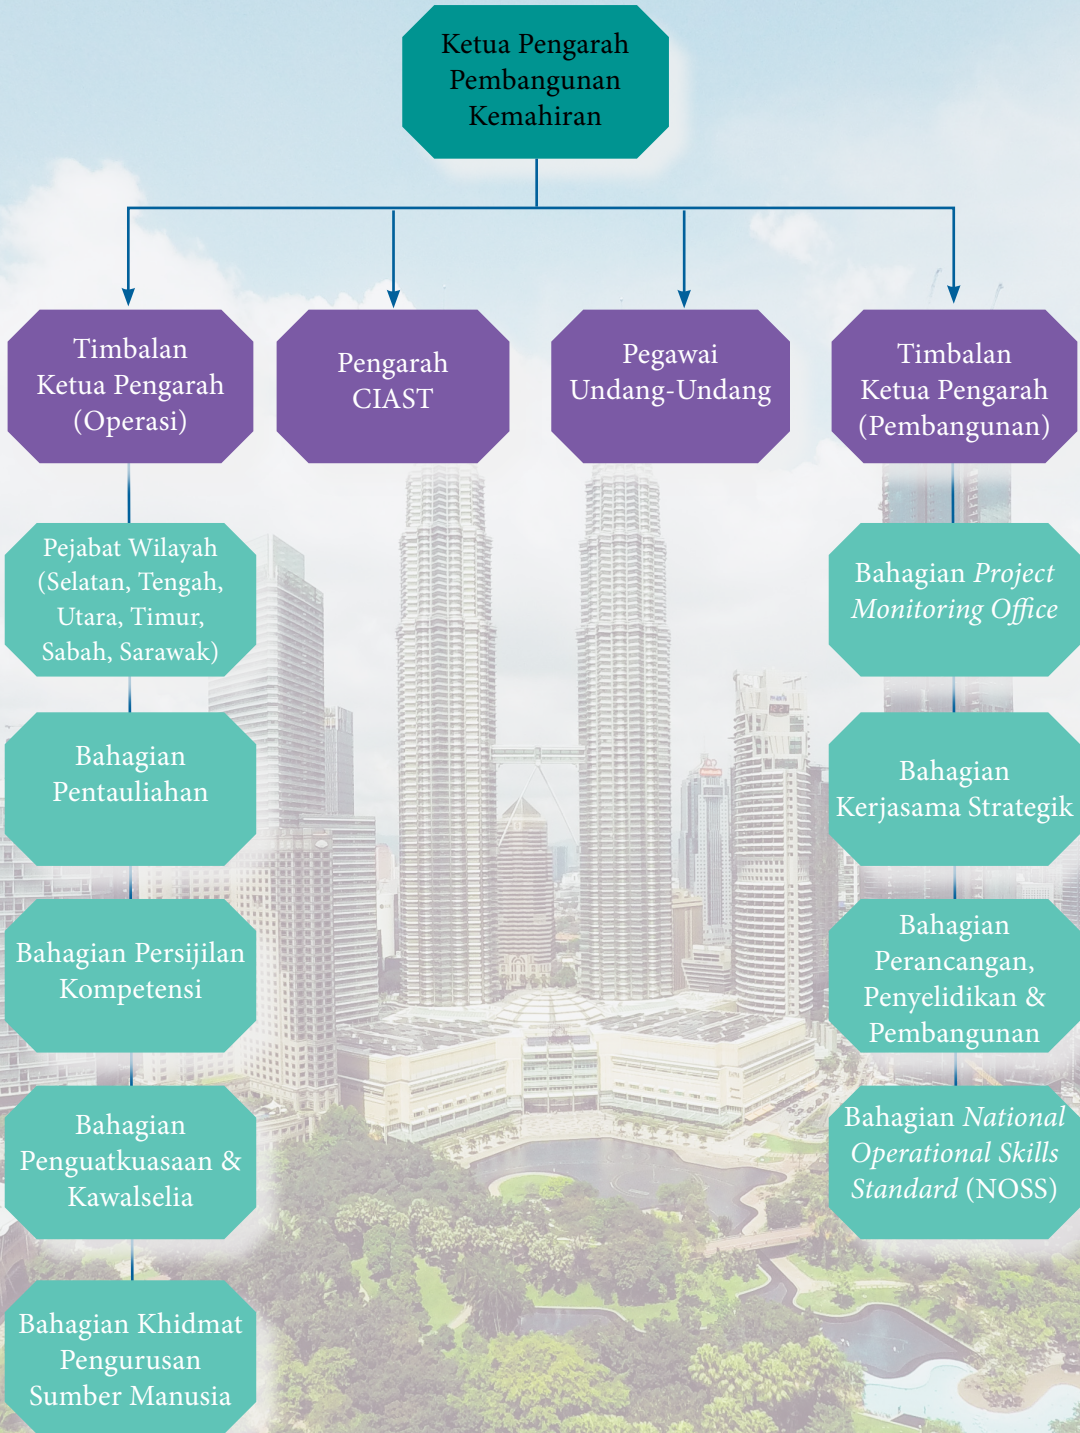 Ketua Pengarah
Pembangunan
Kemahiran
Timbalan
Ketua Pengarah
(Operasi)
Pengarah
CIAST
Pegawai
Undang-Undang
Timbalan
Ketua Pengarah
(Pembangunan)
Pejabat Wilayah
(Selatan, Tengah,
Utara, Timur,
Sabah, Sarawak)
Bahagian
Pentauliahan
Bahagian Persijilan
Kompetensi
Bahagian
Penguatkuasaan &
Kawalselia
Bahagian Khidmat
Pengurusan
Sumber Manusia
Bahagian Project
Monitoring Office
Bahagian
Kerjasama Strategik
Bahagian
Perancangan,
Penyelidikan &
Pembangunan
Bahagian National
Operational Skills
Standard (NOSS)